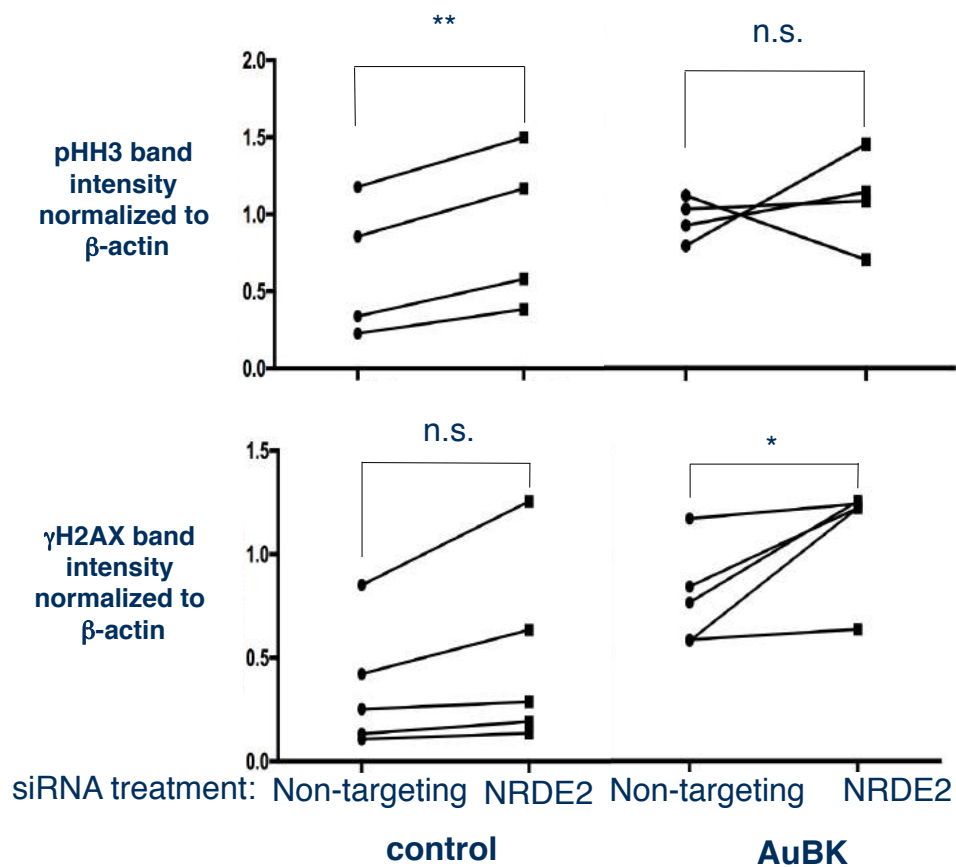 **
n.s.
2.0
1.5
1.0
0.5
0.0
pHH3 band
intensity
normalized to
β-actin
n.s.
*
1.5
1.0
0.5
0.0
γH2AX band
intensity
normalized to
β-actin
siRNA treatment: Non-targeting NRDE2 Non-targeting NRDE2
control AuBK